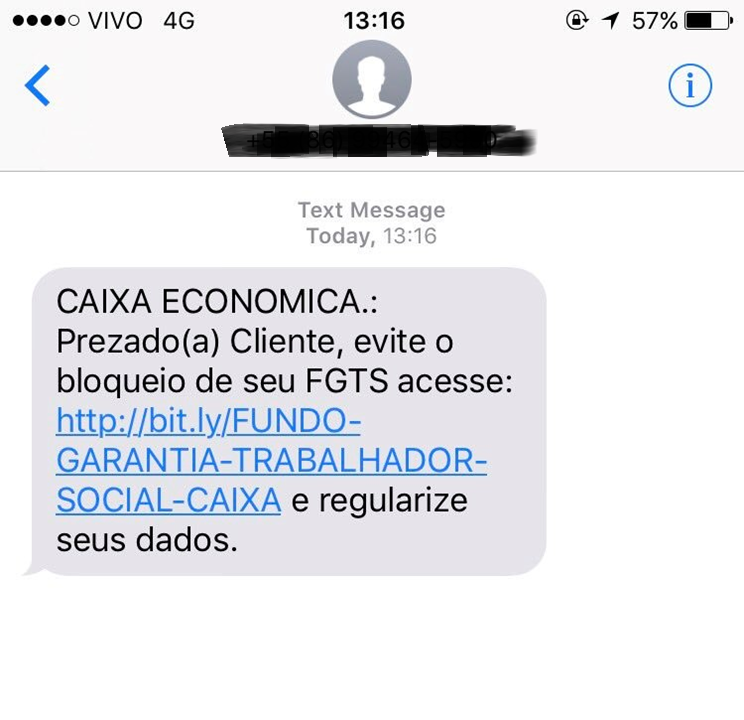 VIVO 4G 13:16 57%
Text Message
Today, 13:16
CAIXA ECONOMICA.:
Prezado(a) Cliente, evite o
bloqueio de seu FGTS acesse:
http://bit.ly/FUNDO-
GARANTIA-TRABALHADOR-
SOCIAL-CAIXA e regularize
seus dados.